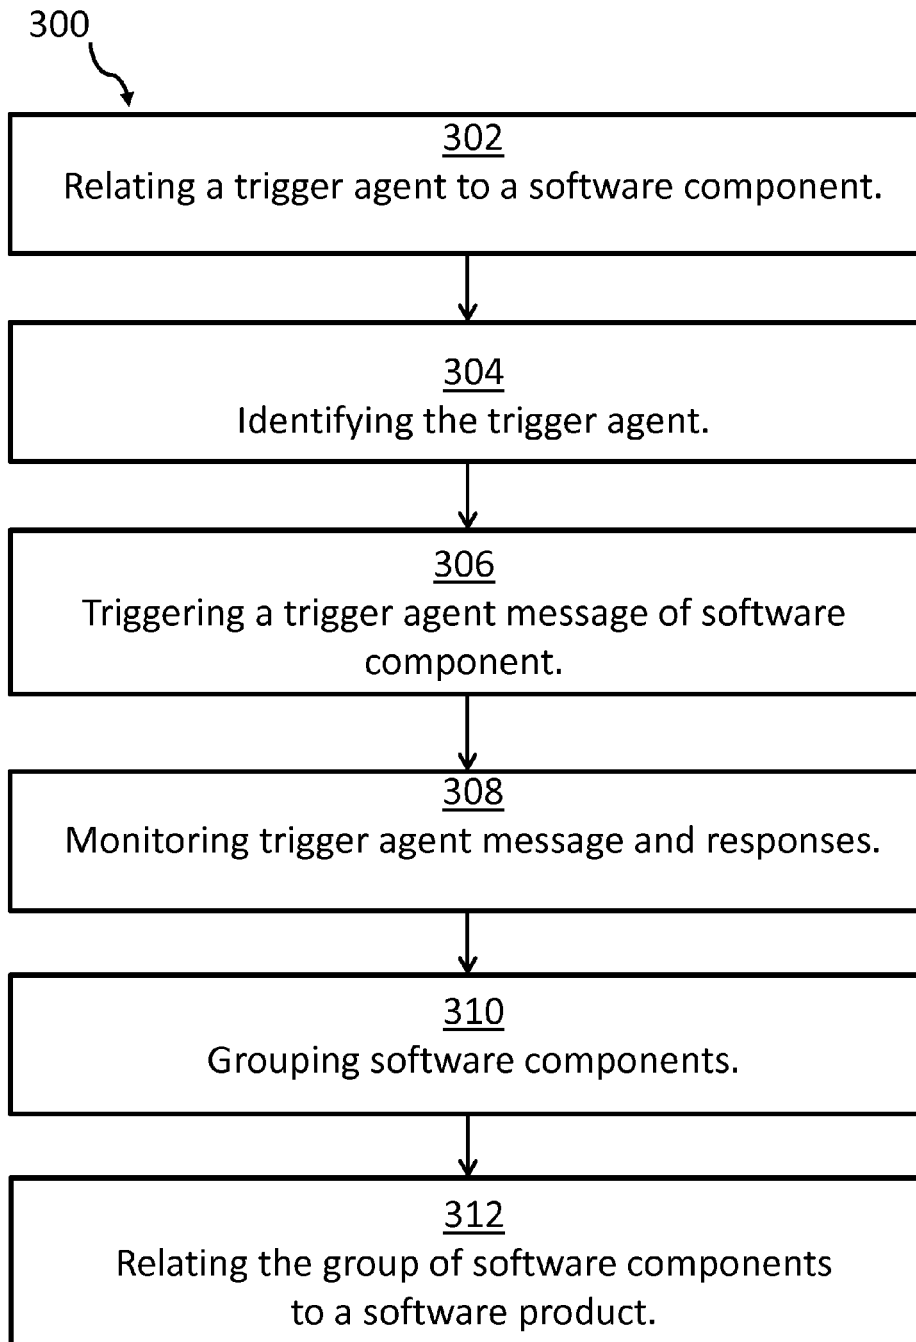 300
302
Relating a trigger agent to a software component.
304
Identifying the trigger agent.
306
Triggering a trigger agent message of software
component.
308
Monitoring trigger agent message and responses.
310
Grouping software components.
312
Relating the group of software components
to a software product.